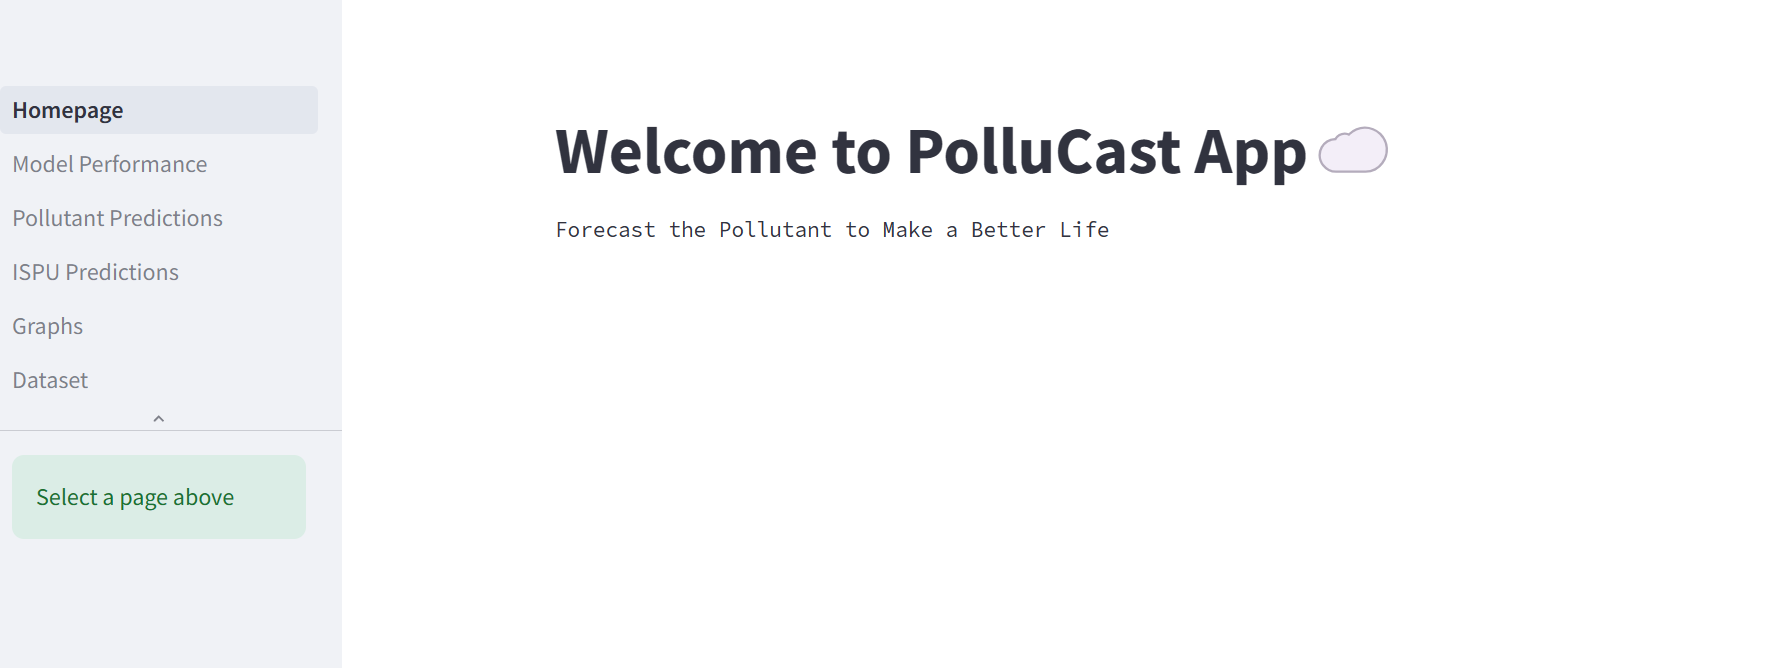 Homepage
Model Performance
Pollutant Predictions
ISPU Predictions
Graphs
Dataset
Select a page above
Welcome to PolluCast App
Forecast the Pollutant to Make a Better Life